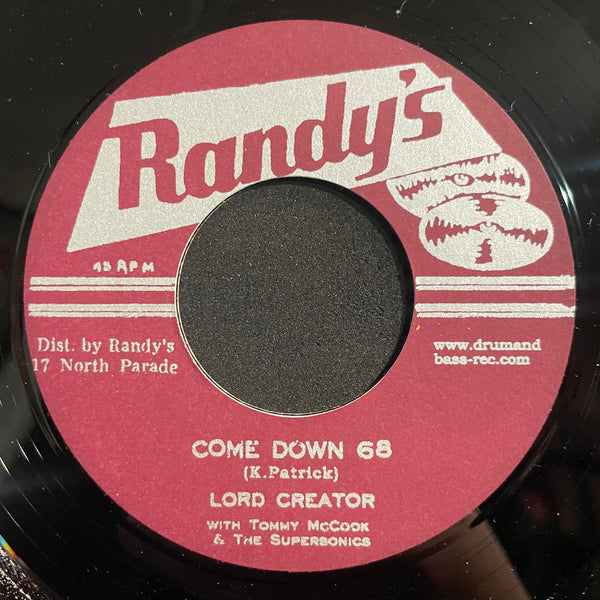 Randy's
45 RPM
Dist. by Randy's
17 North Parade
www.drumand
bass-rec.com
COME DOWN 68
(K.Patrick)
LORD CREATOR
WITH TOMMY McCOOK
& THE SUPERSONICS